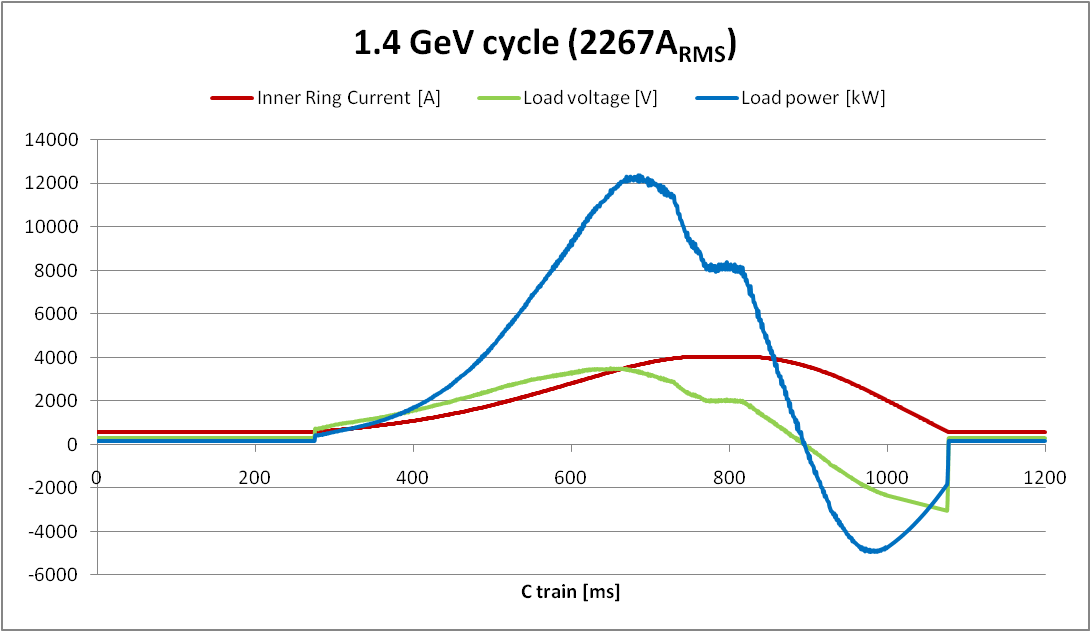 1.4 GeV cycle (2267ARMS)
Inner Ring Current [A] Load voltage [V] Load power [kW]
14000
12000
10000
8000
6000
4000
2000
0
0 200 400 600 800 1000 1200
-2000
-4000
-6000
C train [ms]